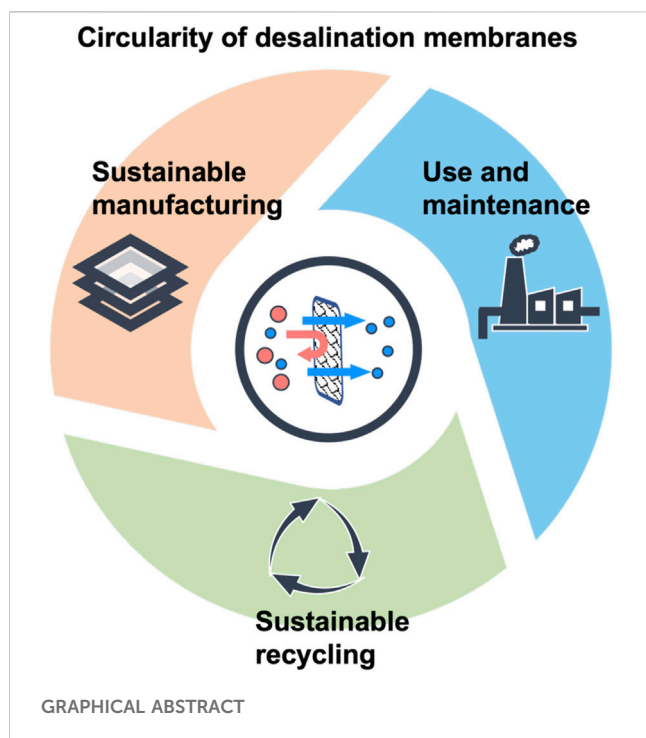 Circularity of desalination membranes
Sustainable
manufacturing
Use and
maintenance
Sustainable
recycling
GRAPHICAL ABSTRACT